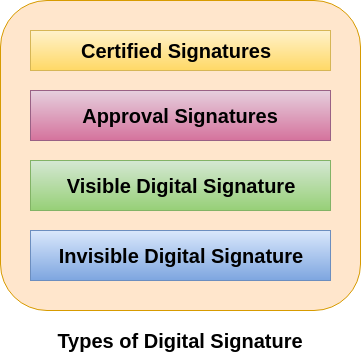 Certified Signatures
Approval Signatures
Visible Digital Signature
Invisible Digital Signature
Types of Digital Signature